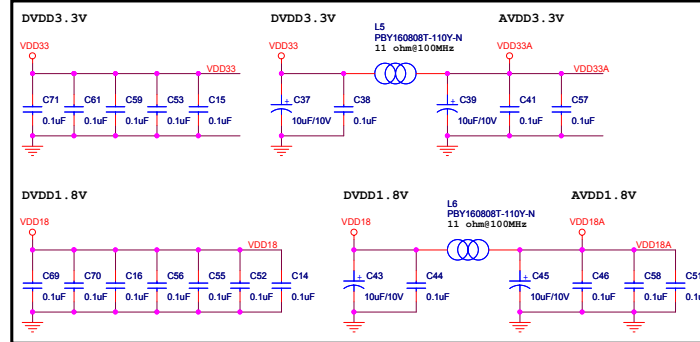 DVDD3.3V
DVDD3.3V
L5
PBY160808T-110Y-N
11 ohm@100MHz
AVDD3.3V
VDD33
VDD33
VDD33
VDD33A
VDD33A
C71
0.1uF
C61
0.1uF
C59
0.1uF
C53
0.1uF
C15
0.1uF
+
C37
10uF/10V
C38
0.1uF
+
C39
10uF/10V
C41
0.1uF
C57
0.1uF
DVDD1.8V
DVDD1.8V
L6
PBY160808T-110Y-N
11 ohm@100MHz
AVDD1.8V
VDD18
VDD18
VDD18
VDD18A
VDD18A
C69
0.1uF
C70
0.1uF
C16
0.1uF
C56
0.1uF
C55
0.1uF
C52
0.1uF
C14
0.1uF
+
C43
10uF/10V
C44
0.1uF
+
C45
10uF/10V
C46
0.1uF
C58
0.1uF
C51